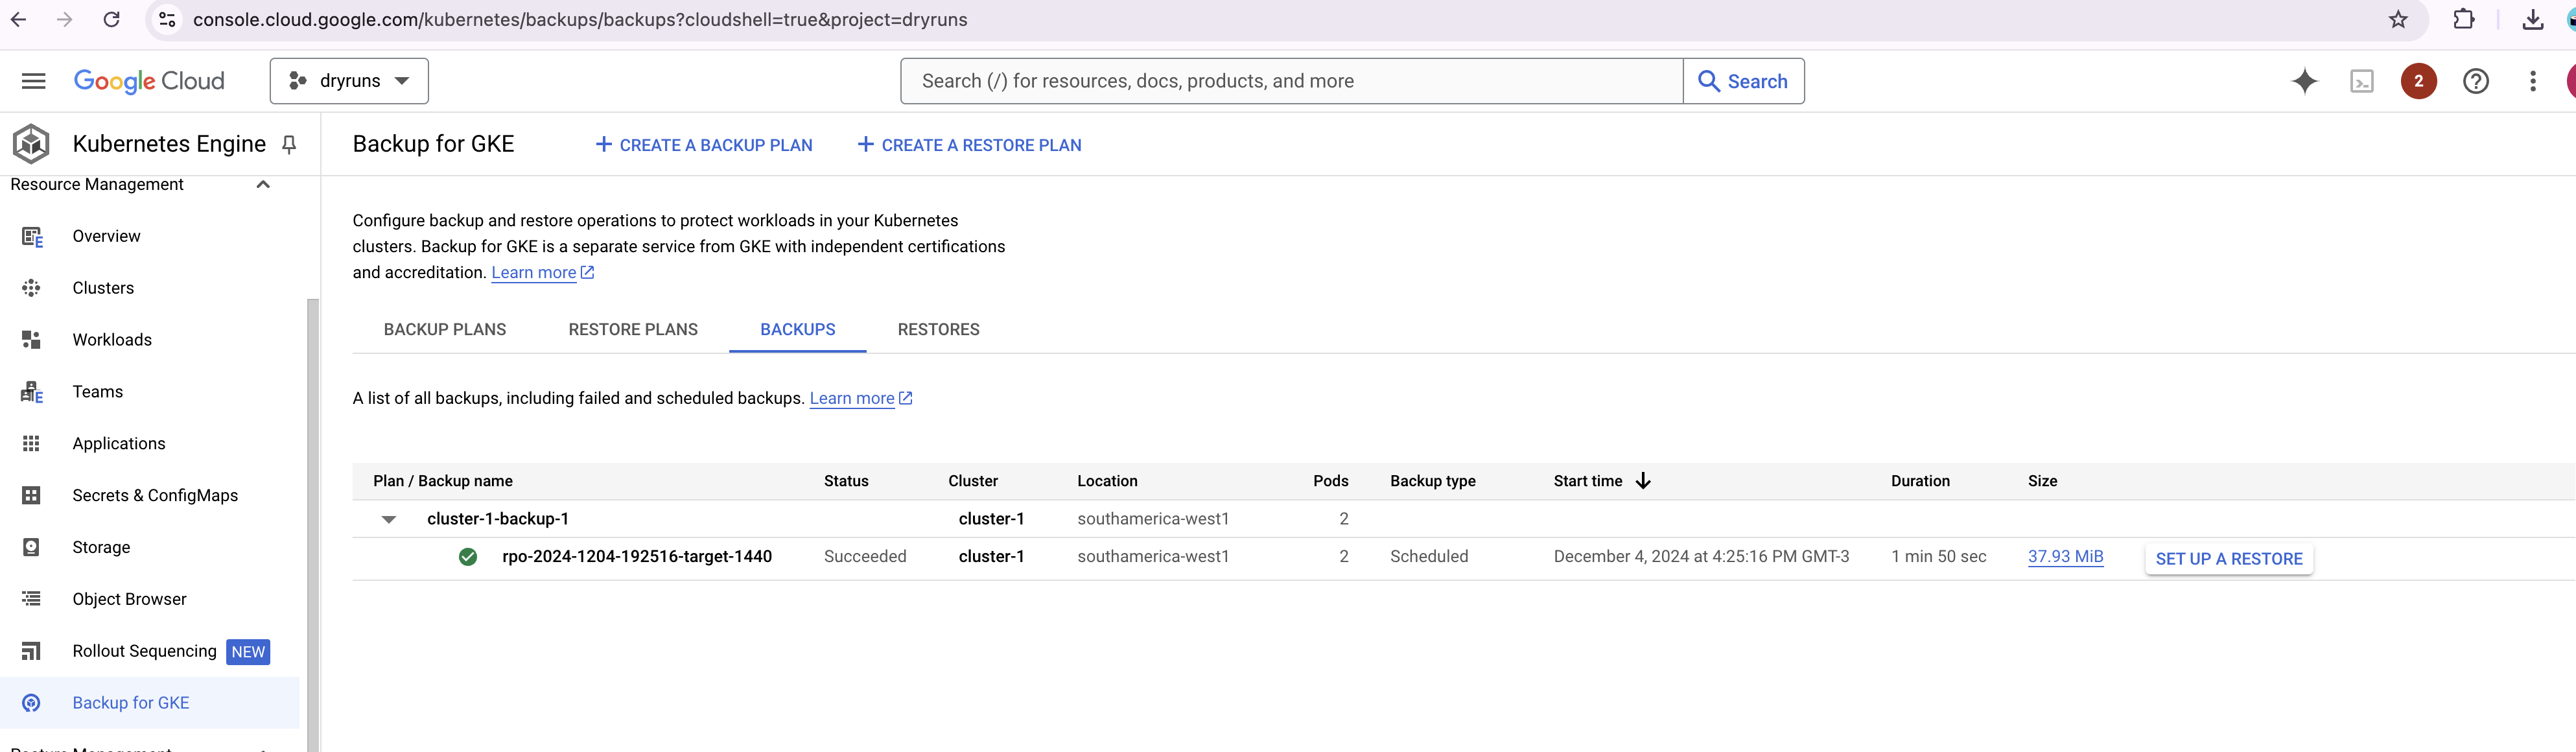 console.cloud.google.com/kubernetes/backups/backups?cloudshell=true&project=dryruns
Google Cloud
dryruns
Search (/) for resources, docs, products, and more
Search
2
Kubernetes Engine
Backup for GKE
+ CREATE A BACKUP PLAN
+ CREATE A RESTORE PLAN
Resource Management
Overview
Clusters
Workloads
Teams
Applications
Secrets & ConfigMaps
Storage
Object Browser
Rollout Sequencing NEW
Backup for GKE
Configure backup and restore operations to protect workloads in your Kubernetes
clusters. Backup for GKE is a separate service from GKE with independent certifications
and accreditation. Learn more
BACKUP PLANS RESTORE PLANS BACKUPS RESTORES
A list of all backups, including failed and scheduled backups. Learn more
Plan / Backup name Status Cluster Location Pods Backup type Start time Duration Size
cluster-1-backup-1 cluster-1 southamerica-west1 2
rpo-2024-1204-192516-target-1440 Succeeded cluster-1 southamerica-west1 2 Scheduled December 4, 2024 at 4:25:16 PM GMT-3 1 min 50 sec 37.93 MiB SET UP A RESTORE